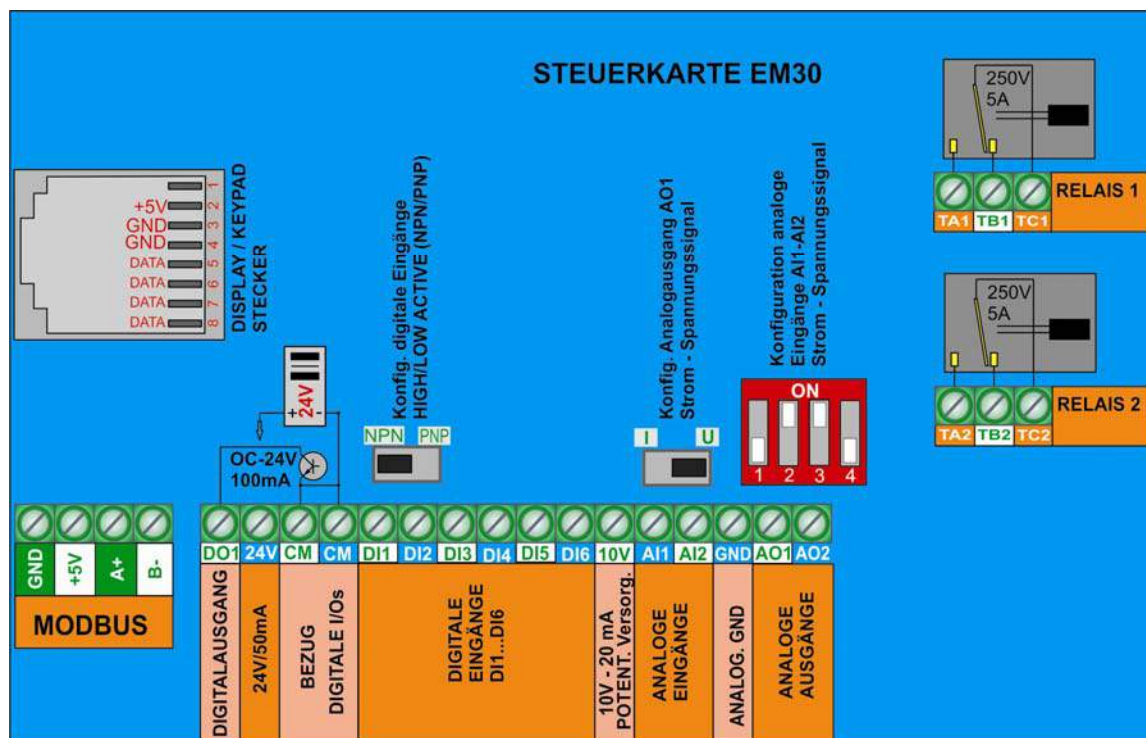 STEUERKARTE EM30
250V
5A
TA1 TB1 TC1
RELAIS 1
250V
5A
TA2 TB2 TC2
RELAIS 2
1
+5V 2
GND 3
GND 4
DATA 5
DATA 6
DATA 7
DATA 8
DISPLAY / KEYPAD
STECKER
+ 24V -
OC-24V
100mA
Konfig. digitale Eingänge
HIGH/LOW ACTIVE (NPN/PNP)
NPN PNP
Konfig. Analogausgang AO1
Strom - Spannungssignal
I U
Konfiguration analoge
Eingänge AI1-AI2
Strom - Spannungssignal
ON
1 2 3 4
GND +5V A+ B-
MODBUS
DO1 24V CM CM DI1 DI2 DI3 DI4 DI5 DI6 10V AI1 AI2 GND AO1 AO2
DIGITALAUSGANG
24V/50mA
BEZUG
DIGITALE I/Os
DIGITALE
EINGÄNGE
DI1...DI6
10V - 20 mA
POTENT. Versorg.
ANALOGE
EINGÄNGE
ANALOG. GND
ANALOGE
AUSGÄNGE